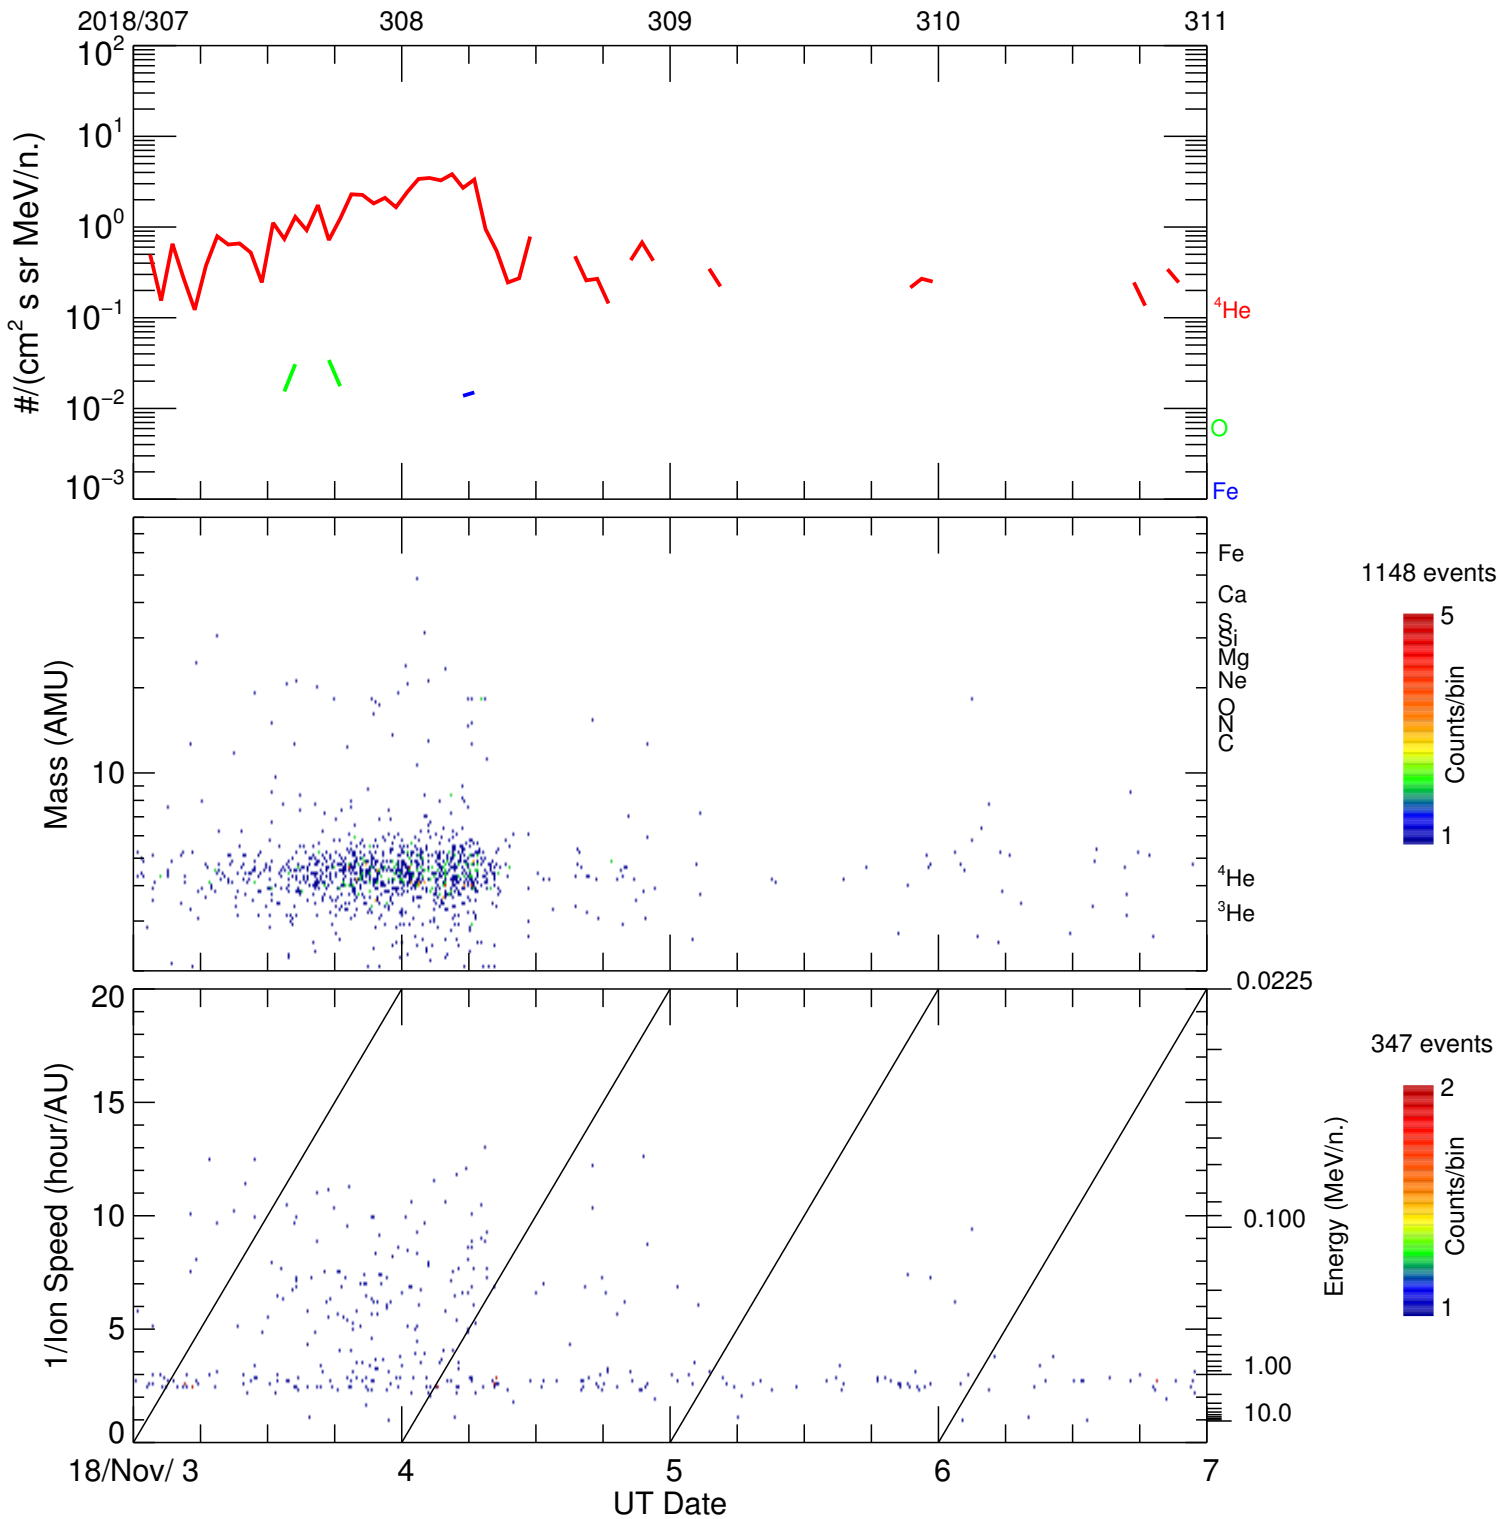 2018/307 308 309 310 311
10²
10¹
10⁰
10⁻¹
10⁻²
10⁻³
#/(cm² s sr MeV/n.)
⁴He
O
Fe
Mass (AMU)
10
Fe
Ca
S
Si
Mg
Ne
O
N
C
⁴He
³He
1148 events
5
Counts/bin
1
1/Ion Speed (hour/AU)
20
15
10
5
0
0.0225
0.100
1.00
10.0
Energy (MeV/n.)
347 events
2
Counts/bin
1
18/Nov/ 3 4 5 6 7
UT Date